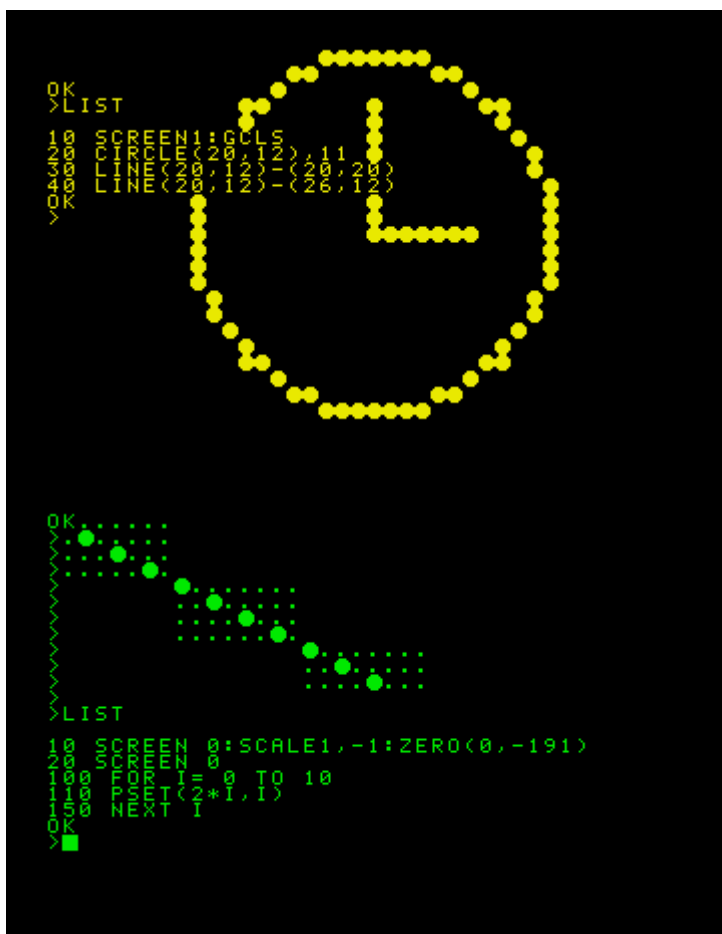 OK
>LIST
10 SCREEN1:GCLS
20 CIRCLE(20,12),11
30 LINE(20,12)-(20,20)
40 LINE(20,12)-(26,12)
OK
>
OK
>
>
>
>
>
>
>
>
>
>
>
>LIST
10 SCREEN 0:SCALE1,-1:ZERO(0,-191)
20 SCREEN 0
100 FOR I= 0 TO 10
110 PSET(2*I,I)
150 NEXT I
OK
>